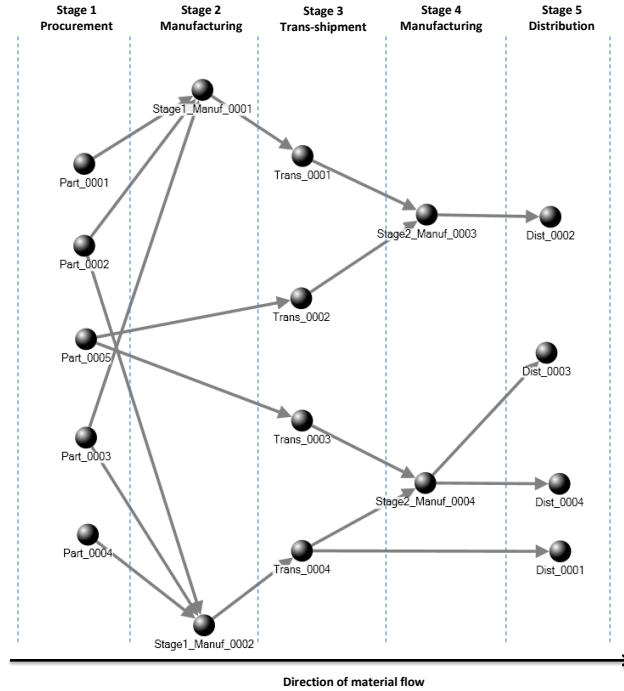 Stage 1
Procurement
Stage 2
Manufacturing
Stage 3
Trans-shipment
Stage 4
Manufacturing
Stage 5
Distribution
Stage1_Manuf_0001
Part_0001
Trans_0001
Part_0002
Stage2_Manuf_0003
Dist_0002
Trans_0002
Part_0005
Dist_0003
Trans_0003
Part_0003
Stage2_Manuf_0004
Dist_0004
Part_0004
Trans_0004
Dist_0001
Stage1_Manuf_0002
Direction of material flow